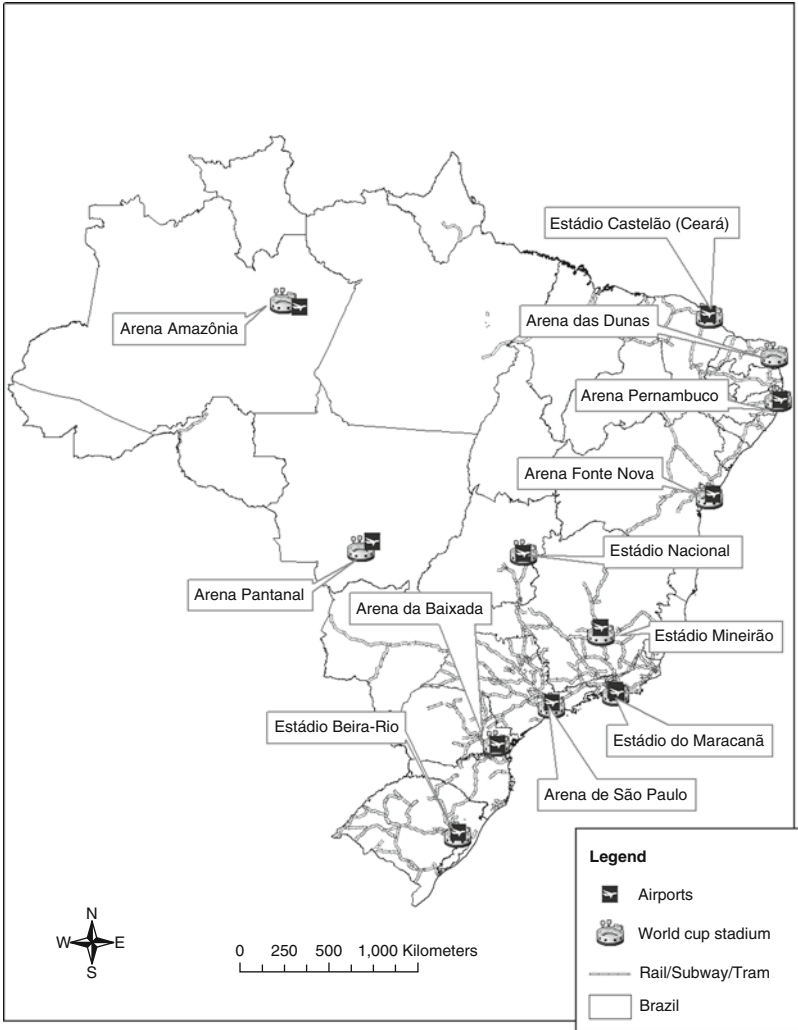 Estádio Castelão (Ceará)
Arena das Dunas
Arena Amazônia
Arena Pernambuco
Arena Fonte Nova
Estádio Nacional
Arena Pantanal
Arena da Baixada
Estádio Mineirão
Estádio Beira-Rio
Estádio do Maracanã
Arena de São Paulo
Legend
Airports
World cup stadium
Rail/Subway/Tram
Brazil
N
W E
S
0 250 500 1,000 Kilometers